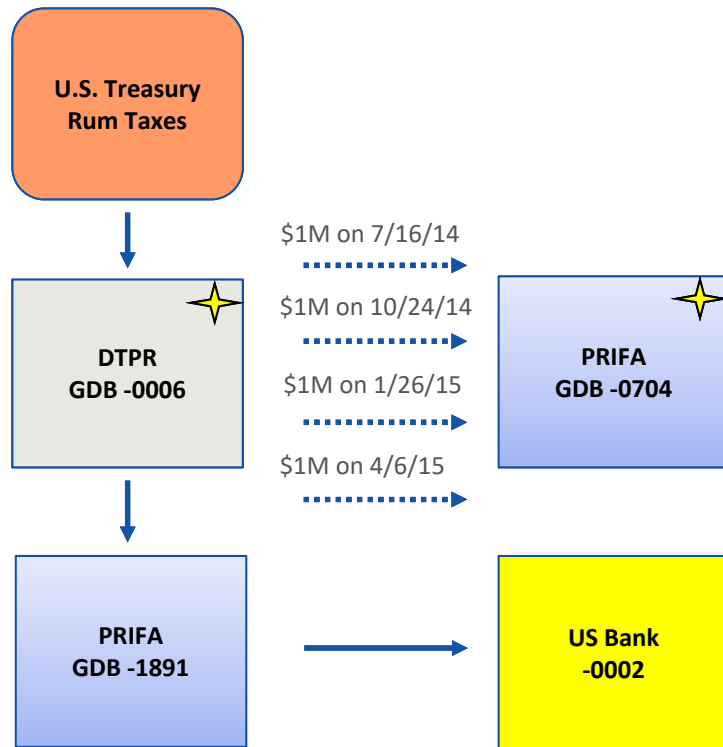 U.S. Treasury
Rum Taxes
$1M on 7/16/14
$1M on 10/24/14
DTPR
GDB -0006
PRIFA
GDB -0704
$1M on 1/26/15
$1M on 4/6/15
PRIFA
GDB -1891
US Bank
-0002